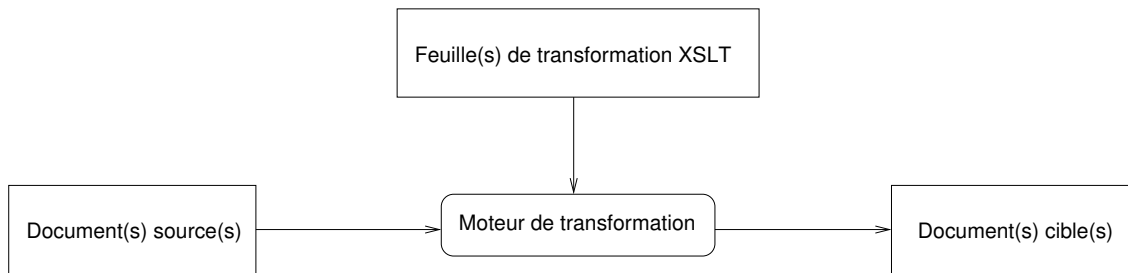 Feuille(s) de transformation XSLT
Document(s) source(s)
Moteur de transformation
Document(s) cible(s)